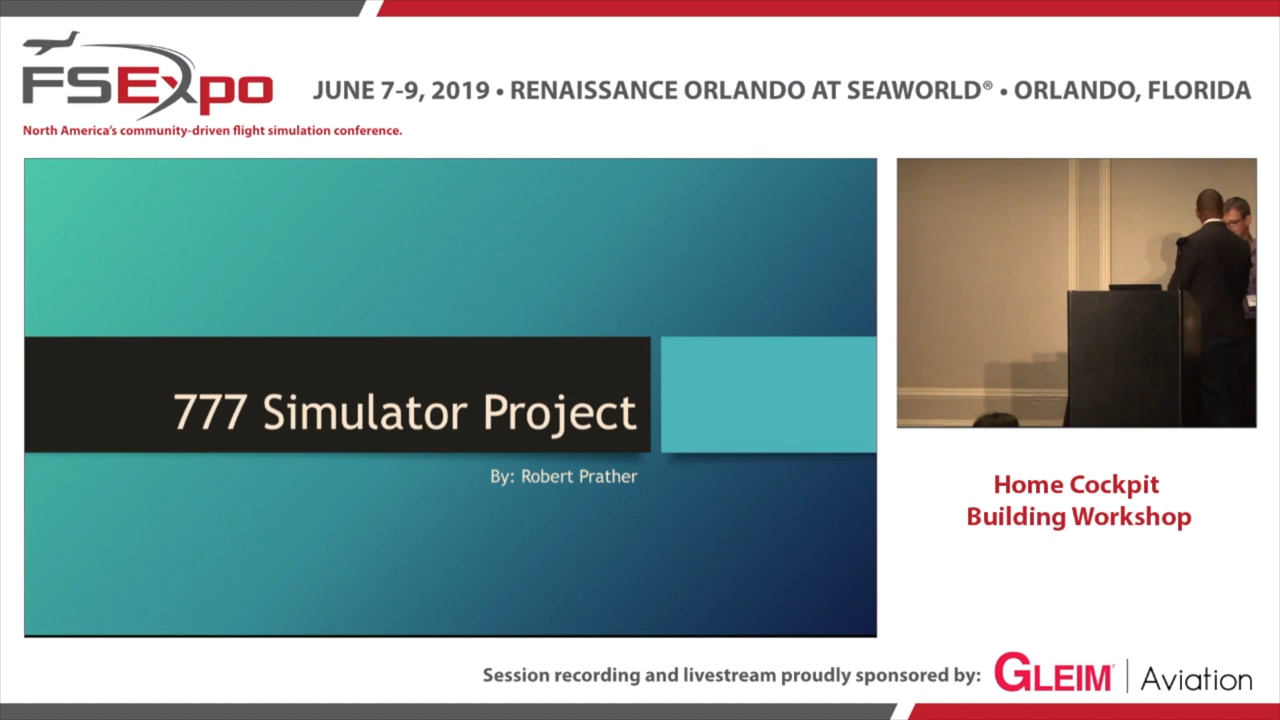 FSExpo
JUNE 7-9, 2019 • RENAISSANCE ORLANDO AT SEAWORLD® • ORLANDO, FLORIDA
North America's community-driven flight simulation conference.
777 Simulator Project
By: Robert Prather
Home Cockpit
Building Workshop
Session recording and livestream proudly sponsored by:
GLEIM | Aviation